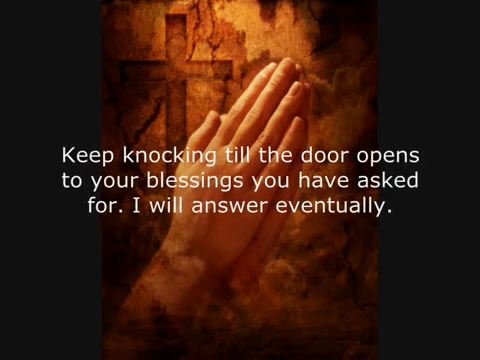 Keep knocking till the door opens
to your blessings you have asked
for. I will answer eventually.